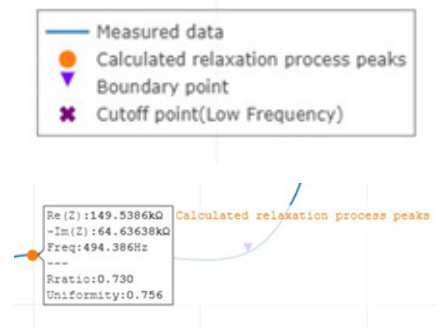 Measured data
Calculated relaxation process peaks
Boundary point
Cutoff point(Low Frequency)
Re(Z):149.5386kΩ
Calculated relaxation process peaks
-Im(Z):64.63638kΩ
Freq:494.386Hz
---
Rratio:0.730
Uniformity:0.756